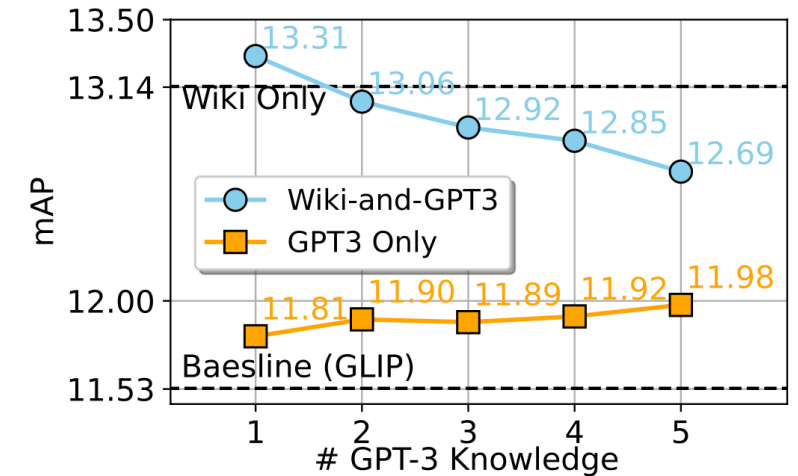 13.50
13.31
13.14
Wiki Only
13.06
12.92
12.85
12.69
mAP
Wiki-and-GPT3
GPT3 Only
12.00
11.81
11.90
11.89
11.92
11.98
Baesline (GLIP)
11.53
1 2 3 4 5
# GPT-3 Knowledge